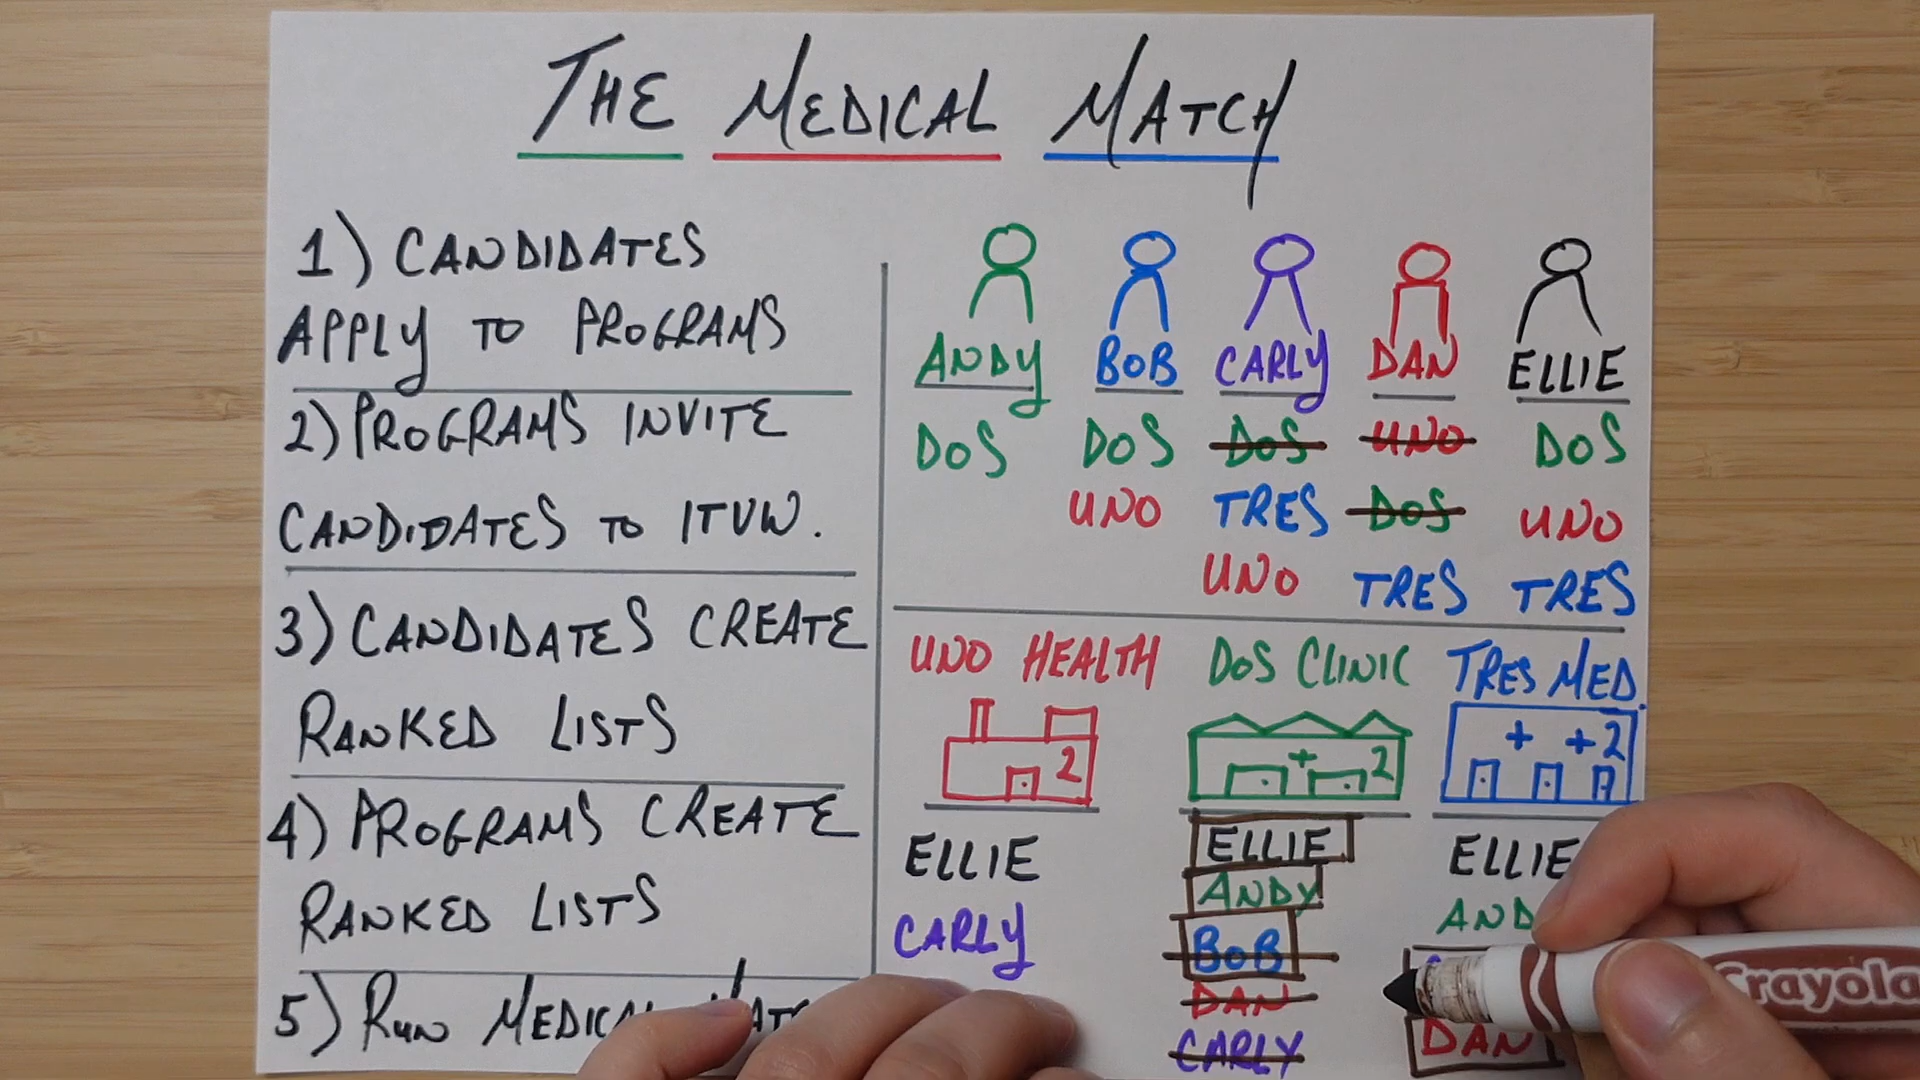 THE MEDICAL MATCH
1) CANDIDATES
APPLY TO PROGRAMS
2) PROGRAMS INVITE
CANDIDATES TO ITVW.
3) CANDIDATES CREATE
RANKED LISTS
4) PROGRAMS CREATE
RANKED LISTS
5) RUN MEDICAL
ANDY BOB CARLY DAN ELLIE
DOS DOS DOS UNO DOS
UNO TRES DOS UNO
UNO TRES TRES
UNO HEALTH DOS CLINIC TRES MED.
2 2 2
ELLIE ELLIE ELLIE
CARLY ANDY AND
BOB
DAN DAN
CARLY
Crayola